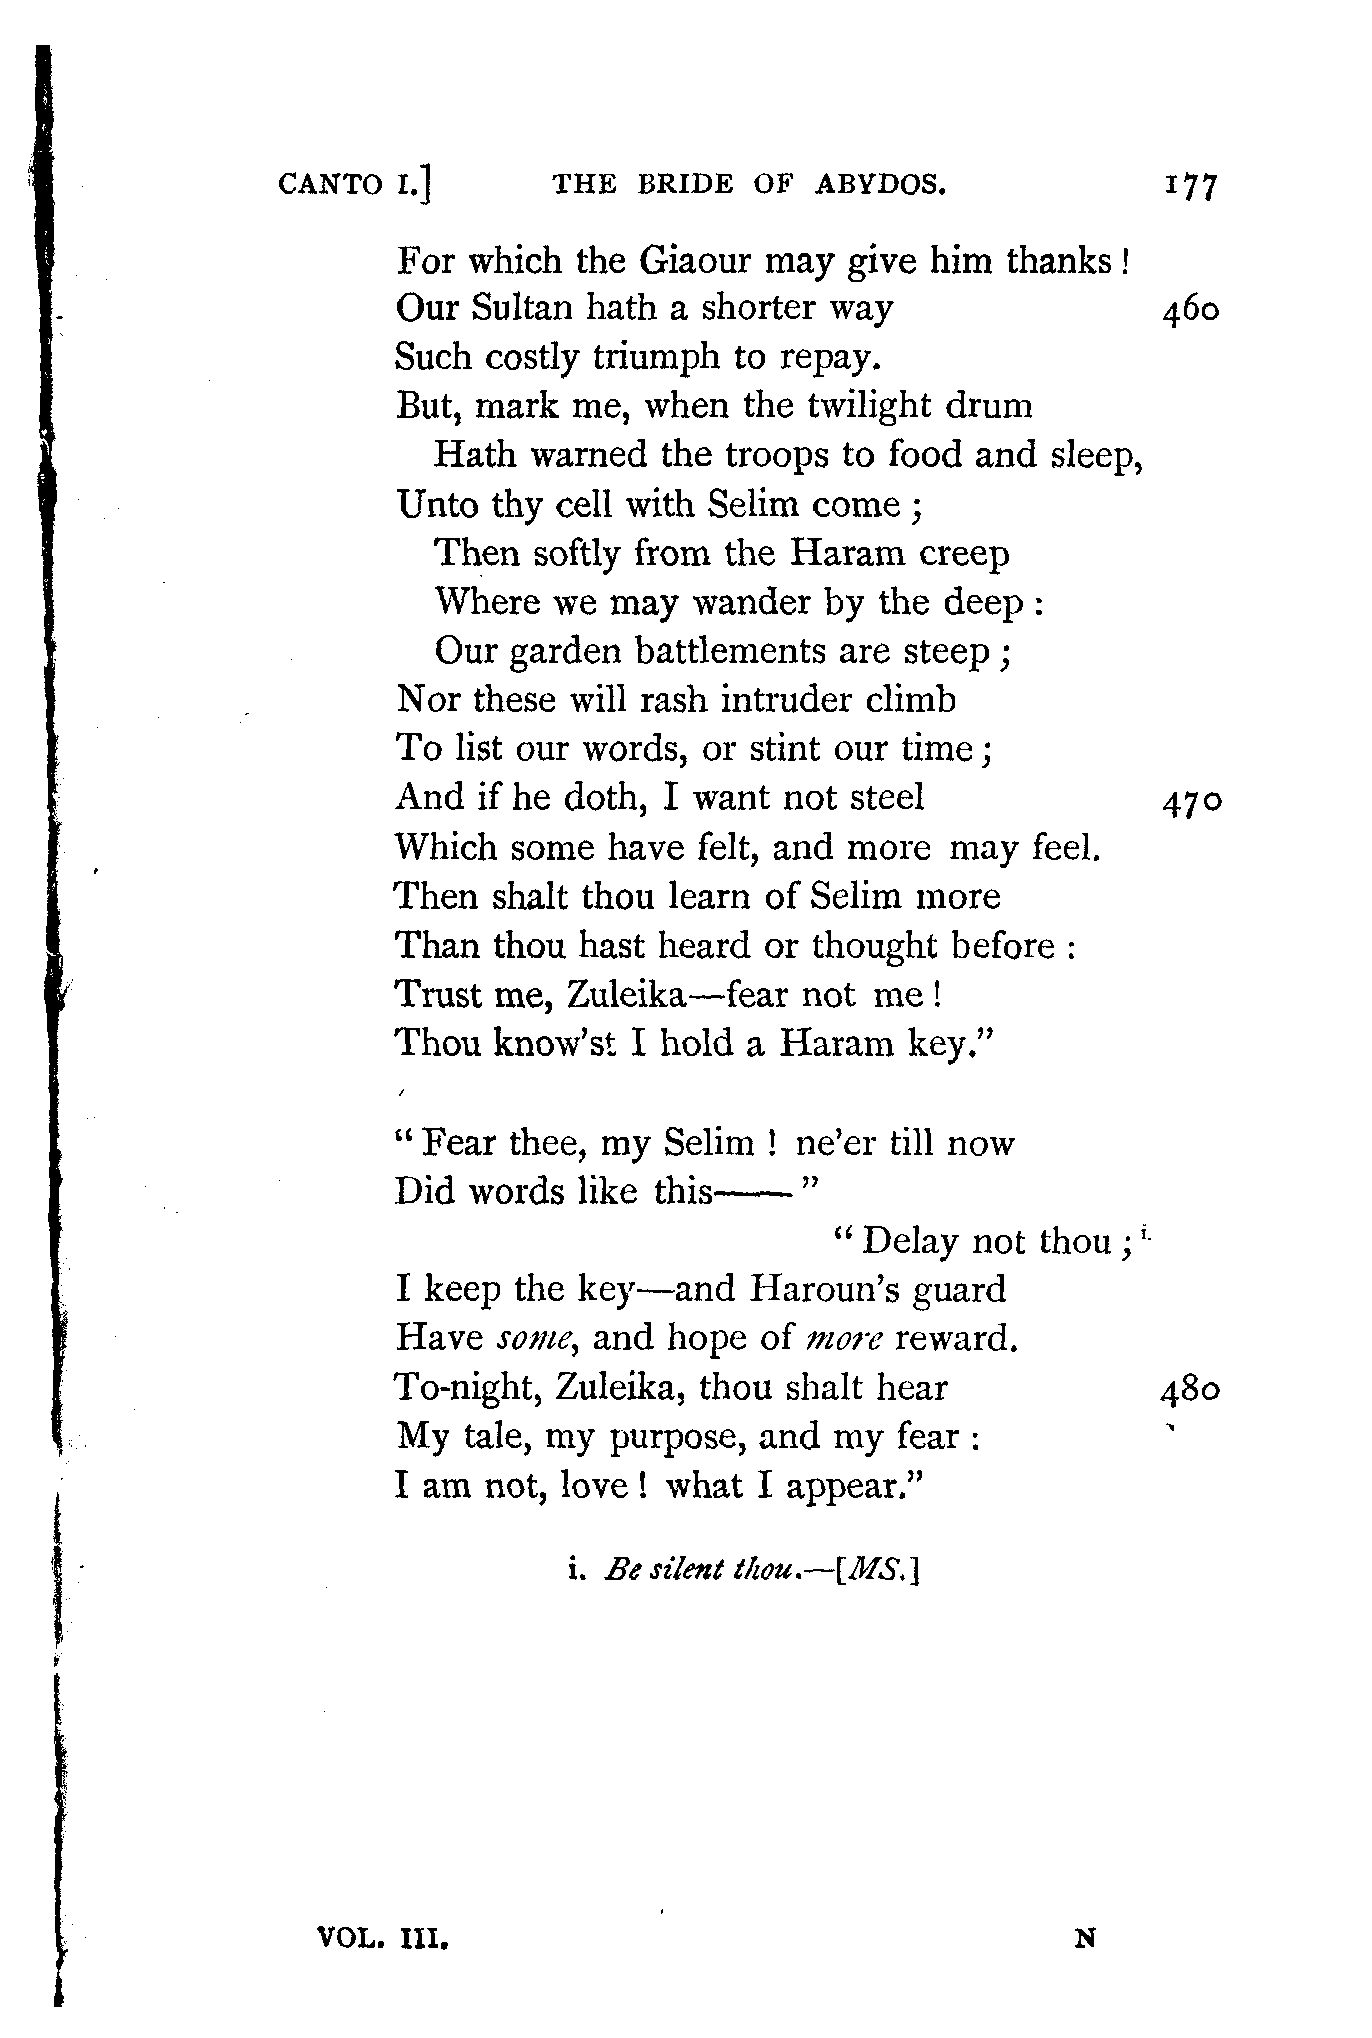 CANTO I.] THE BRIDE OF ABYDOS. 177
For which the Giaour may give him thanks !
Our Sultan hath a shorter way 460
Such costly triumph to repay.
But, mark me, when the twilight drum
Hath warned the troops to food and sleep,
Unto thy cell with Selim come ;
Then softly from the Haram creep
Where we may wander by the deep :
Our garden battlements are steep ;
Nor these will rash intruder climb
To list our words, or stint our time ;
And if he doth, I want not steel 470
Which some have felt, and more may feel.
Then shalt thou learn of Selim more
Than thou hast heard or thought before :
Trust me, Zuleika—fear not me !
Thou know'st I hold a Haram key."
" Fear thee, my Selim ! ne'er till now
Did words like this—— "
" Delay not thou ; i.
I keep the key—and Haroun's guard
Have some, and hope of more reward.
To-night, Zuleika, thou shalt hear 480
My tale, my purpose, and my fear :
I am not, love ! what I appear."
i. Be silent thou.—[MS.]
VOL. III. N